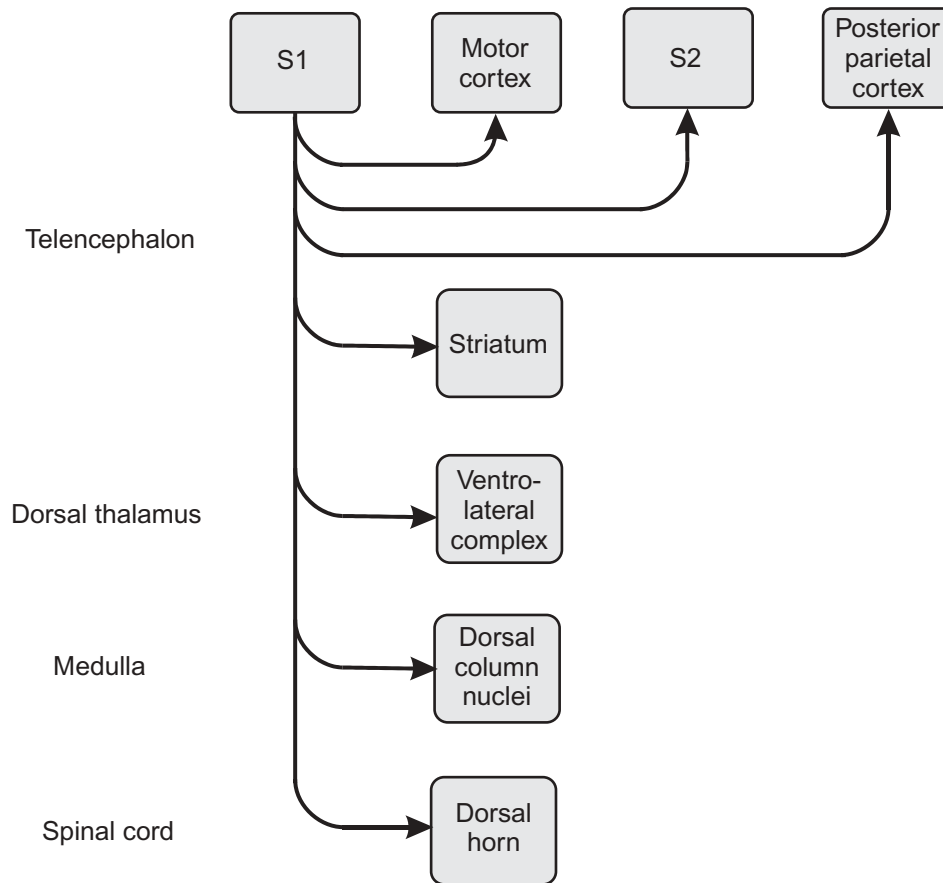 S1
Motor
cortex
S2
Posterior
parietal
cortex
Telencephalon
Striatum
Dorsal thalamus
Ventro-
lateral
complex
Medulla
Dorsal
column
nuclei
Spinal cord
Dorsal
horn